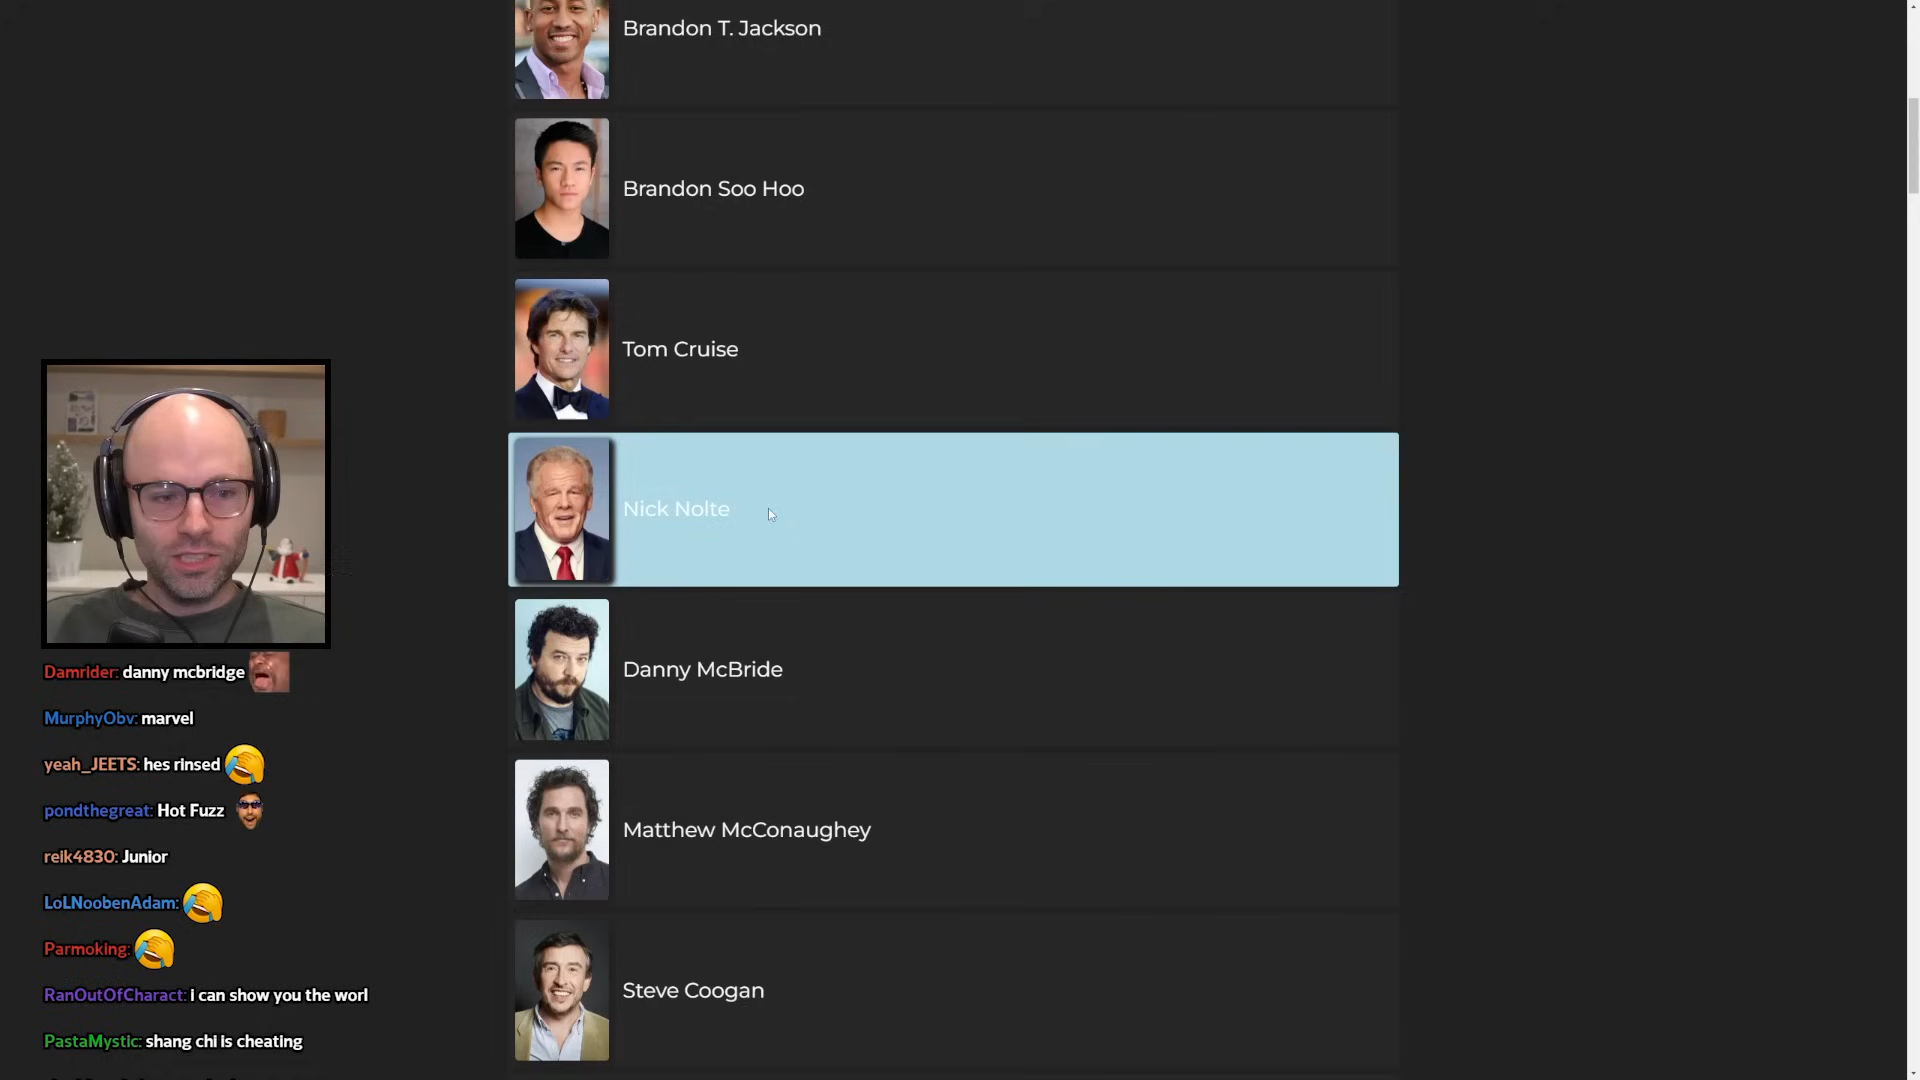 Brandon T. Jackson
Brandon Soo Hoo
Tom Cruise
Nick Nolte
Danny McBride
Matthew McConaughey
Steve Coogan
Damrider: danny mcbridge
MurphyObv: marvel
yeah_JEETS: hes rinsed
pondthegreat: Hot Fuzz
reik4830: Junior
LoLNoobenAdam:
Parmoking:
RanOutOfCharact: i can show you the worl
PastaMystic: shang chi is cheating